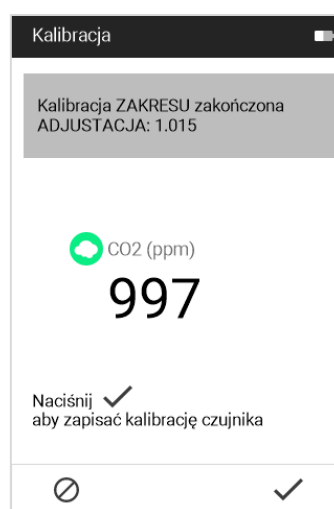 Kalibracja
Kalibracja ZAKRESU zakończona
ADJUSTACJA: 1.015
CO2 (ppm)
997
Naciśnij
aby zapisać kalibrację czujnika